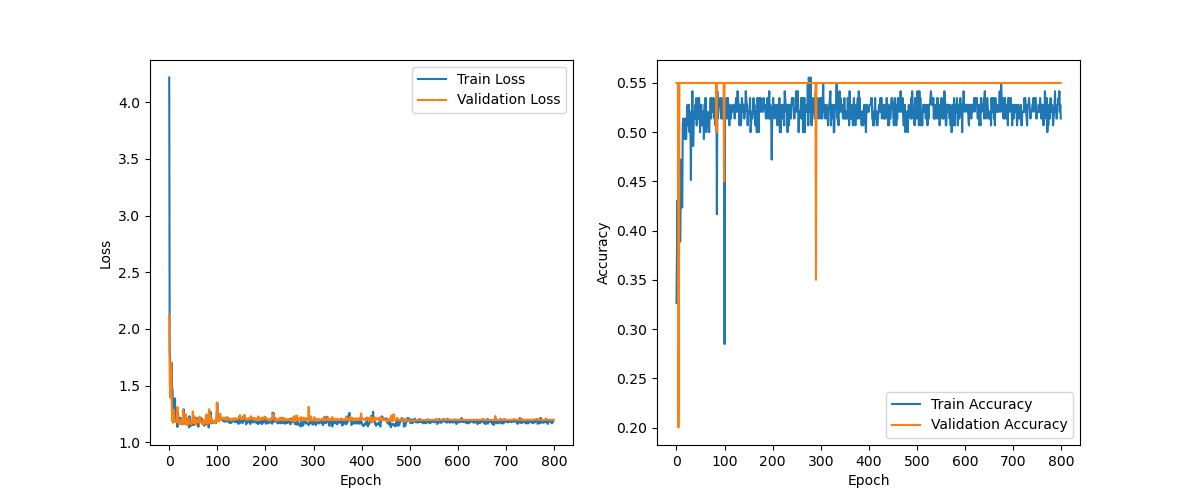 Train Loss
Validation Loss
4.0
3.5
3.0
2.5
2.0
1.5
1.0
Loss
0 100 200 300 400 500 600 700 800
Epoch
0.55
0.50
0.45
0.40
0.35
0.30
0.25
0.20
Accuracy
Train Accuracy
Validation Accuracy
0 100 200 300 400 500 600 700 800
Epoch